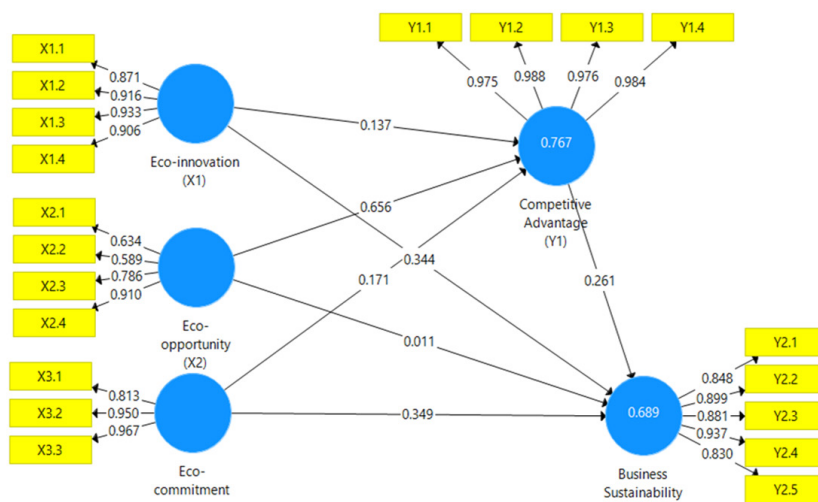 Y1.1
Y1.2
Y1.3
Y1.4
X1.1
X1.2
X1.3
X1.4
0.871
0.916
0.933
0.906
0.975
0.988
0.976
0.984
Eco-innovation
(X1)
0.137
0.767
Competitive
Advantage
(Y1)
X2.1
X2.2
X2.3
X2.4
0.634
0.589
0.786
0.910
0.656
Eco-
opportunity
(X2)
0.171
0.344
0.261
0.011
X3.1
X3.2
X3.3
0.813
0.950
0.967
0.349
Eco-
commitment
0.689
Business
Sustainability
0.848
0.899
0.881
0.937
0.830
Y2.1
Y2.2
Y2.3
Y2.4
Y2.5